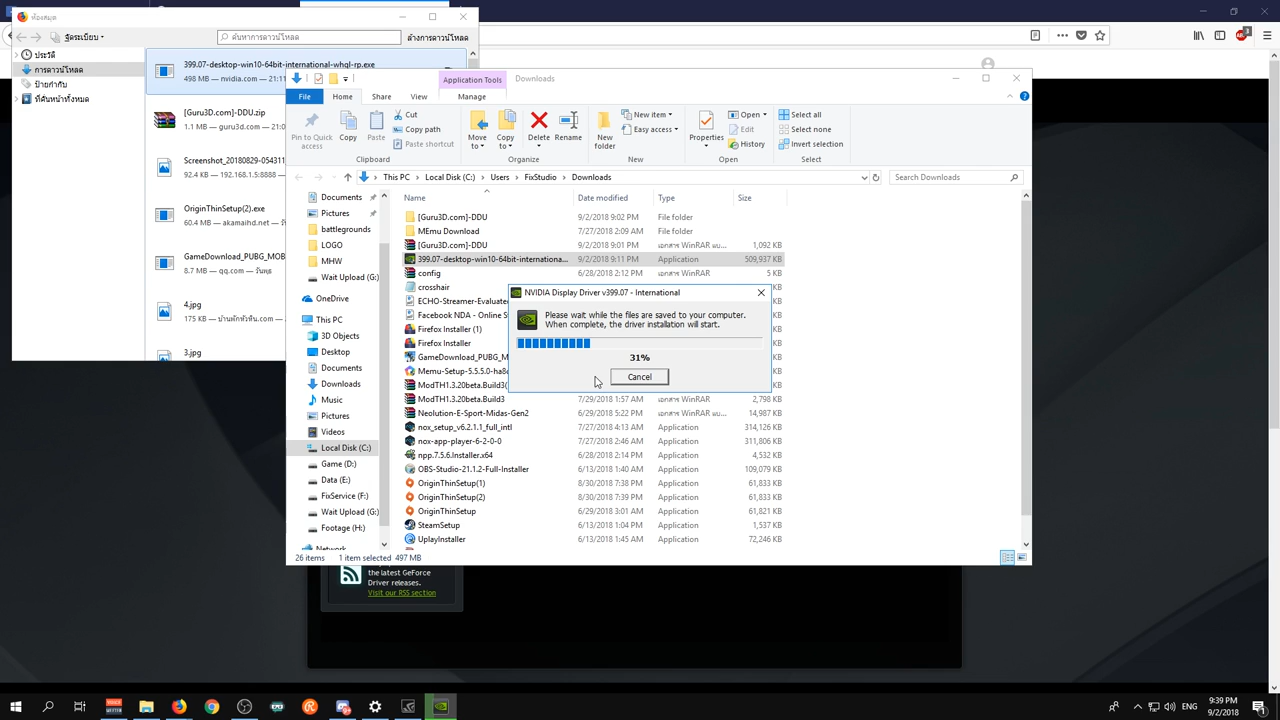 ห้องสมุด
จัดระเบียบ
ค้นหาการดาวน์โหลด
ล้างการดาวน์โหลด
ประวัติ
การดาวน์โหลด
ป้ายกำกับ
ที่คั่นหน้าทั้งหมด
399.07-desktop-win10-64bit-international-whql-rp.exe
498 MB — nvidia.com — 21:11
[Guru3D.com]-DDU.zip
1.1 MB — guru3d.com — 21:0
Screenshot_20180829-054311
92.4 KB — 192.168.1.5:8888 —
OriginThinSetup(2).exe
60.4 MB — akamaihd.net —
GameDownload_PUBG_MOB
8.7 MB — qq.com — วันพุธ
4.jpg
175 KB — บ้านพักหัวหิน.com —
3.jpg
Application Tools
Downloads
File
Home
Share
View
Manage
Pin to Quick access
Copy
Paste
Cut
Copy path
Paste shortcut
Clipboard
Move to
Copy To
Delete
Rename
Organize
New folder
New item
Easy access
New
Properties
Open
Edit
History
Open
Select all
Select none
Invert selection
Select
This PC
Local Disk (C:)
Users
FixStudio
Downloads
Search Downloads
Documents
Pictures
battlegrounds
LOGO
MHW
Wait Upload (G:)
OneDrive
This PC
3D Objects
Desktop
Documents
Downloads
Music
Pictures
Videos
Local Disk (C:)
Game (D:)
Data (E:)
FixService (F:)
Wait Upload (G:)
Footage (H:)
Network
Name Date modified Type Size
[Guru3D.com]-DDU 9/2/2018 9:02 PM File folder
MEmu Download 7/27/2018 2:09 AM File folder
[Guru3D.com]-DDU 9/2/2018 9:01 PM เอกสาร WinRAR แบ... 1,092 KB
399.07-desktop-win10-64bit-internationa... 9/2/2018 9:11 PM Application 509,937 KB
config 6/28/2018 2:12 PM เอกสาร WinRAR 5 KB
crosshair
ECHO-Streamer-Evaluate
Facebook NDA - Online S
Firefox Installer (1)
Firefox Installer
GameDownload_PUBG_M
Memu-Setup-5.5.5.0-ha8
ModTH1.3.20beta.Build3(
ModTH1.3.20beta.Build3 7/29/2018 1:57 AM เอกสาร WinRAR 2,798 KB
Neolution-E-Sport-Midas-Gen2 6/29/2018 5:22 PM เอกสาร WinRAR แบ... 14,987 KB
nox_setup_v6.2.1.1_full_intl 7/27/2018 4:13 AM Application 314,126 KB
nox-app-player-6-2-0-0 7/27/2018 2:46 AM Application 311,806 KB
npp.7.5.6.Installer.x64 6/28/2018 2:14 PM Application 4,532 KB
OBS-Studio-21.1.2-Full-Installer 6/13/2018 1:40 AM Application 109,079 KB
OriginThinSetup(1) 8/30/2018 7:38 PM Application 61,833 KB
OriginThinSetup(2) 8/30/2018 7:39 PM Application 61,833 KB
OriginThinSetup 6/29/2018 3:01 AM Application 61,821 KB
SteamSetup 6/13/2018 1:04 PM Application 1,537 KB
UplayInstaller 6/13/2018 1:45 AM Application 72,246 KB
26 items 1 item selected 497 MB
NVIDIA Display Driver v399.07 - International
Please wait while the files are saved to your computer.
When complete, the driver installation will start.
31%
Cancel
the latest GeForce
Driver releases.
Visit our RSS section
9:39 PM
9/2/2018